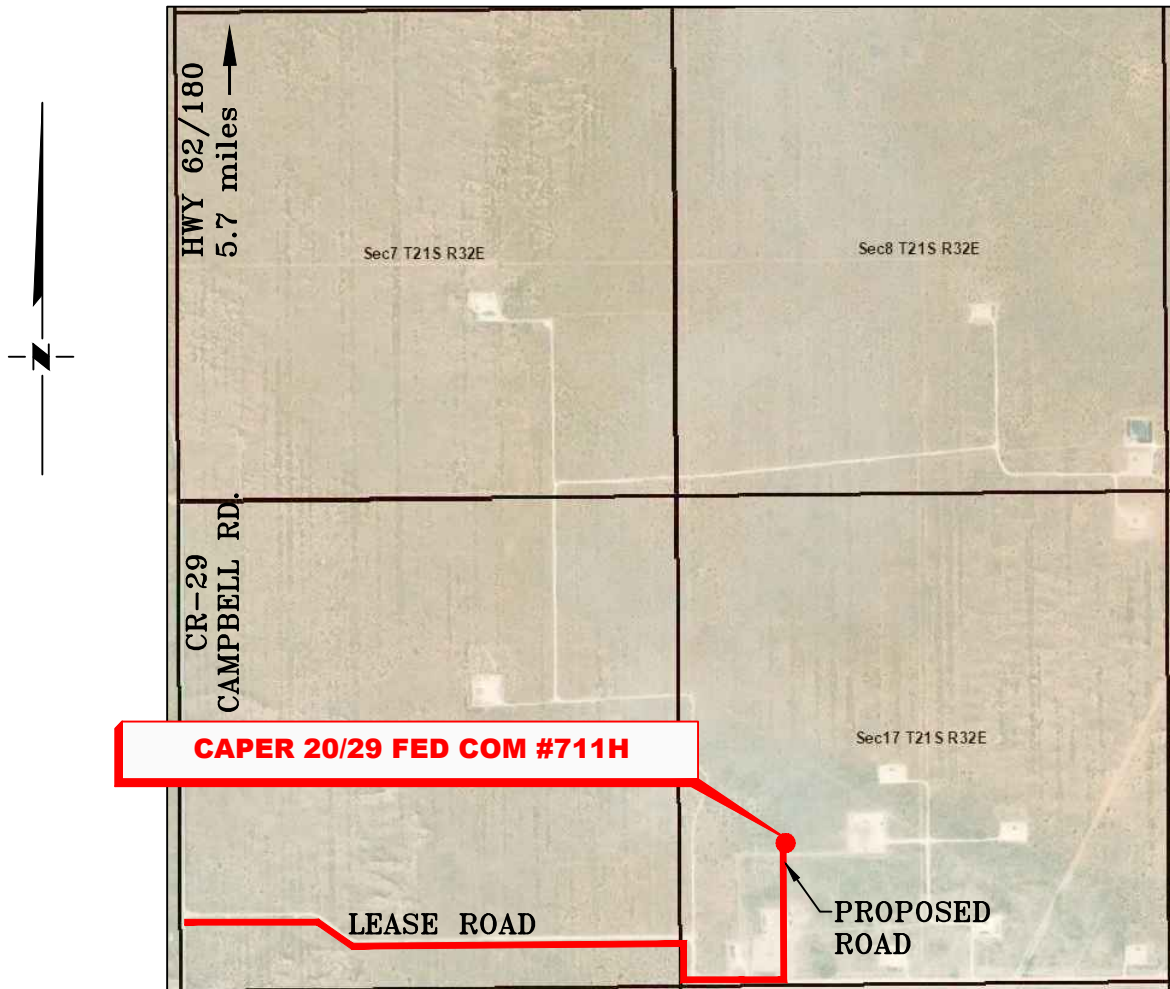 HWY 62/180
5.7 miles
Sec7 T21S R32E
Sec8 T21S R32E
N
CR-29
CAMPBELL RD.
CAPER 20/29 FED COM #711H
Sec17 T21S R32E
LEASE ROAD
PROPOSED
ROAD